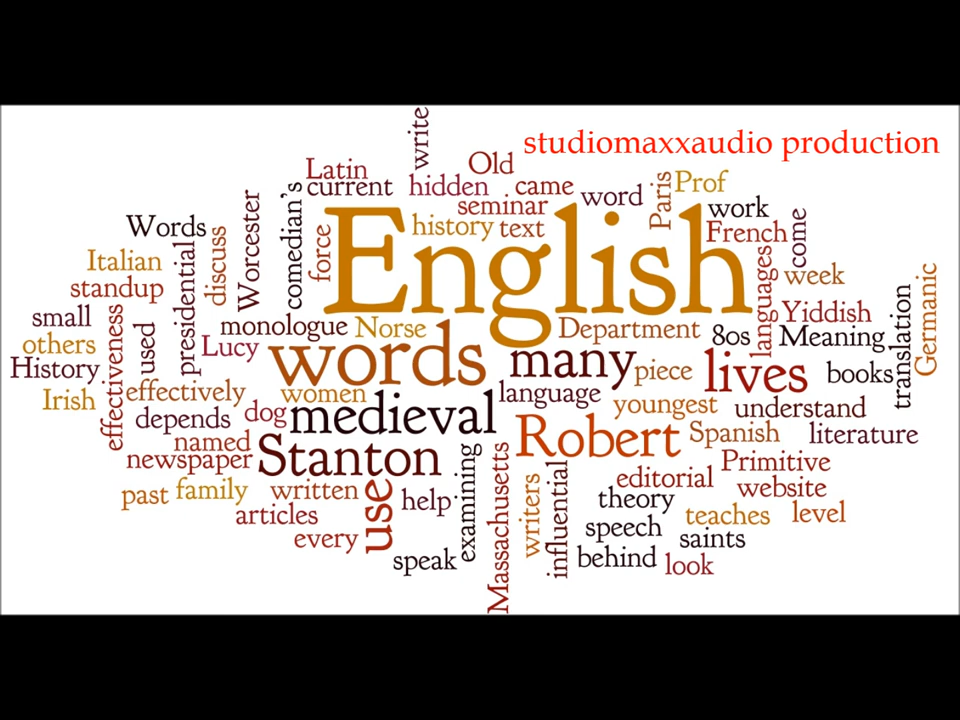 write
studiomaxxaudio production
Latin
Old
current
hidden
came
word
Paris
Prof
Worcester
comedian's
seminar
work
Words
force
history
text
French
come
English
Italian
presidential
discuss
languages
week
standup
Germanic
small
effectiveness
used
monologue
Norse
Department
80s
Yiddish
Meaning
translation
others
Lucy
words
many
piece
lives
books
History
Irish
effectively
women
language
youngest
understand
depends
dog
medieval
Robert
Spanish
literature
named
newspaper
Stanton
examining
Massachusetts
editorial
Primitive
past
family
written
use
help
writers
influential
theory
website
articles
speech
teaches
level
every
saints
speak
behind
look